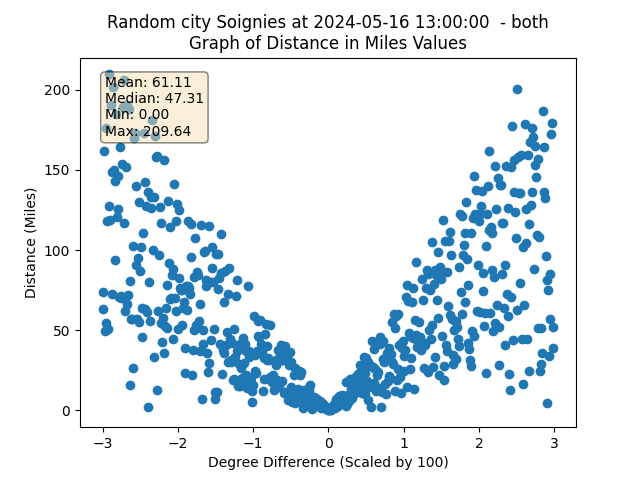 Random city Soignies at 2024-05-16 13:00:00 - both
Graph of Distance in Miles Values
Mean: 61.11
Median: 47.31
Min: 0.00
Max: 209.64
200
150
100
50
0
Distance (Miles)
−3 −2 −1 0 1 2 3
Degree Difference (Scaled by 100)